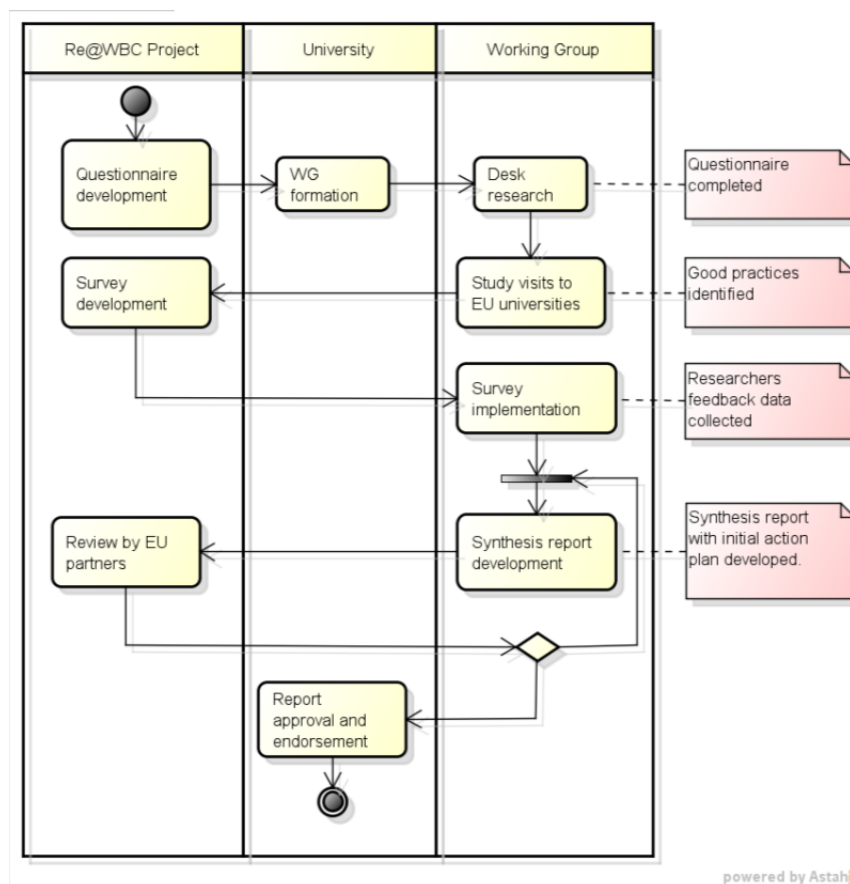 Re@WBC Project
University
Working Group
Questionnaire
development
WG
formation
Desk
research
Questionnaire
completed
Survey
development
Study visits to
EU universities
Good practices
identified
Survey
implementation
Researchers
feedback data
collected
Review by EU
partners
Synthesis report
development
Synthesis report
with initial action
plan developed.
Report
approval and
endorsement
powered by Astah